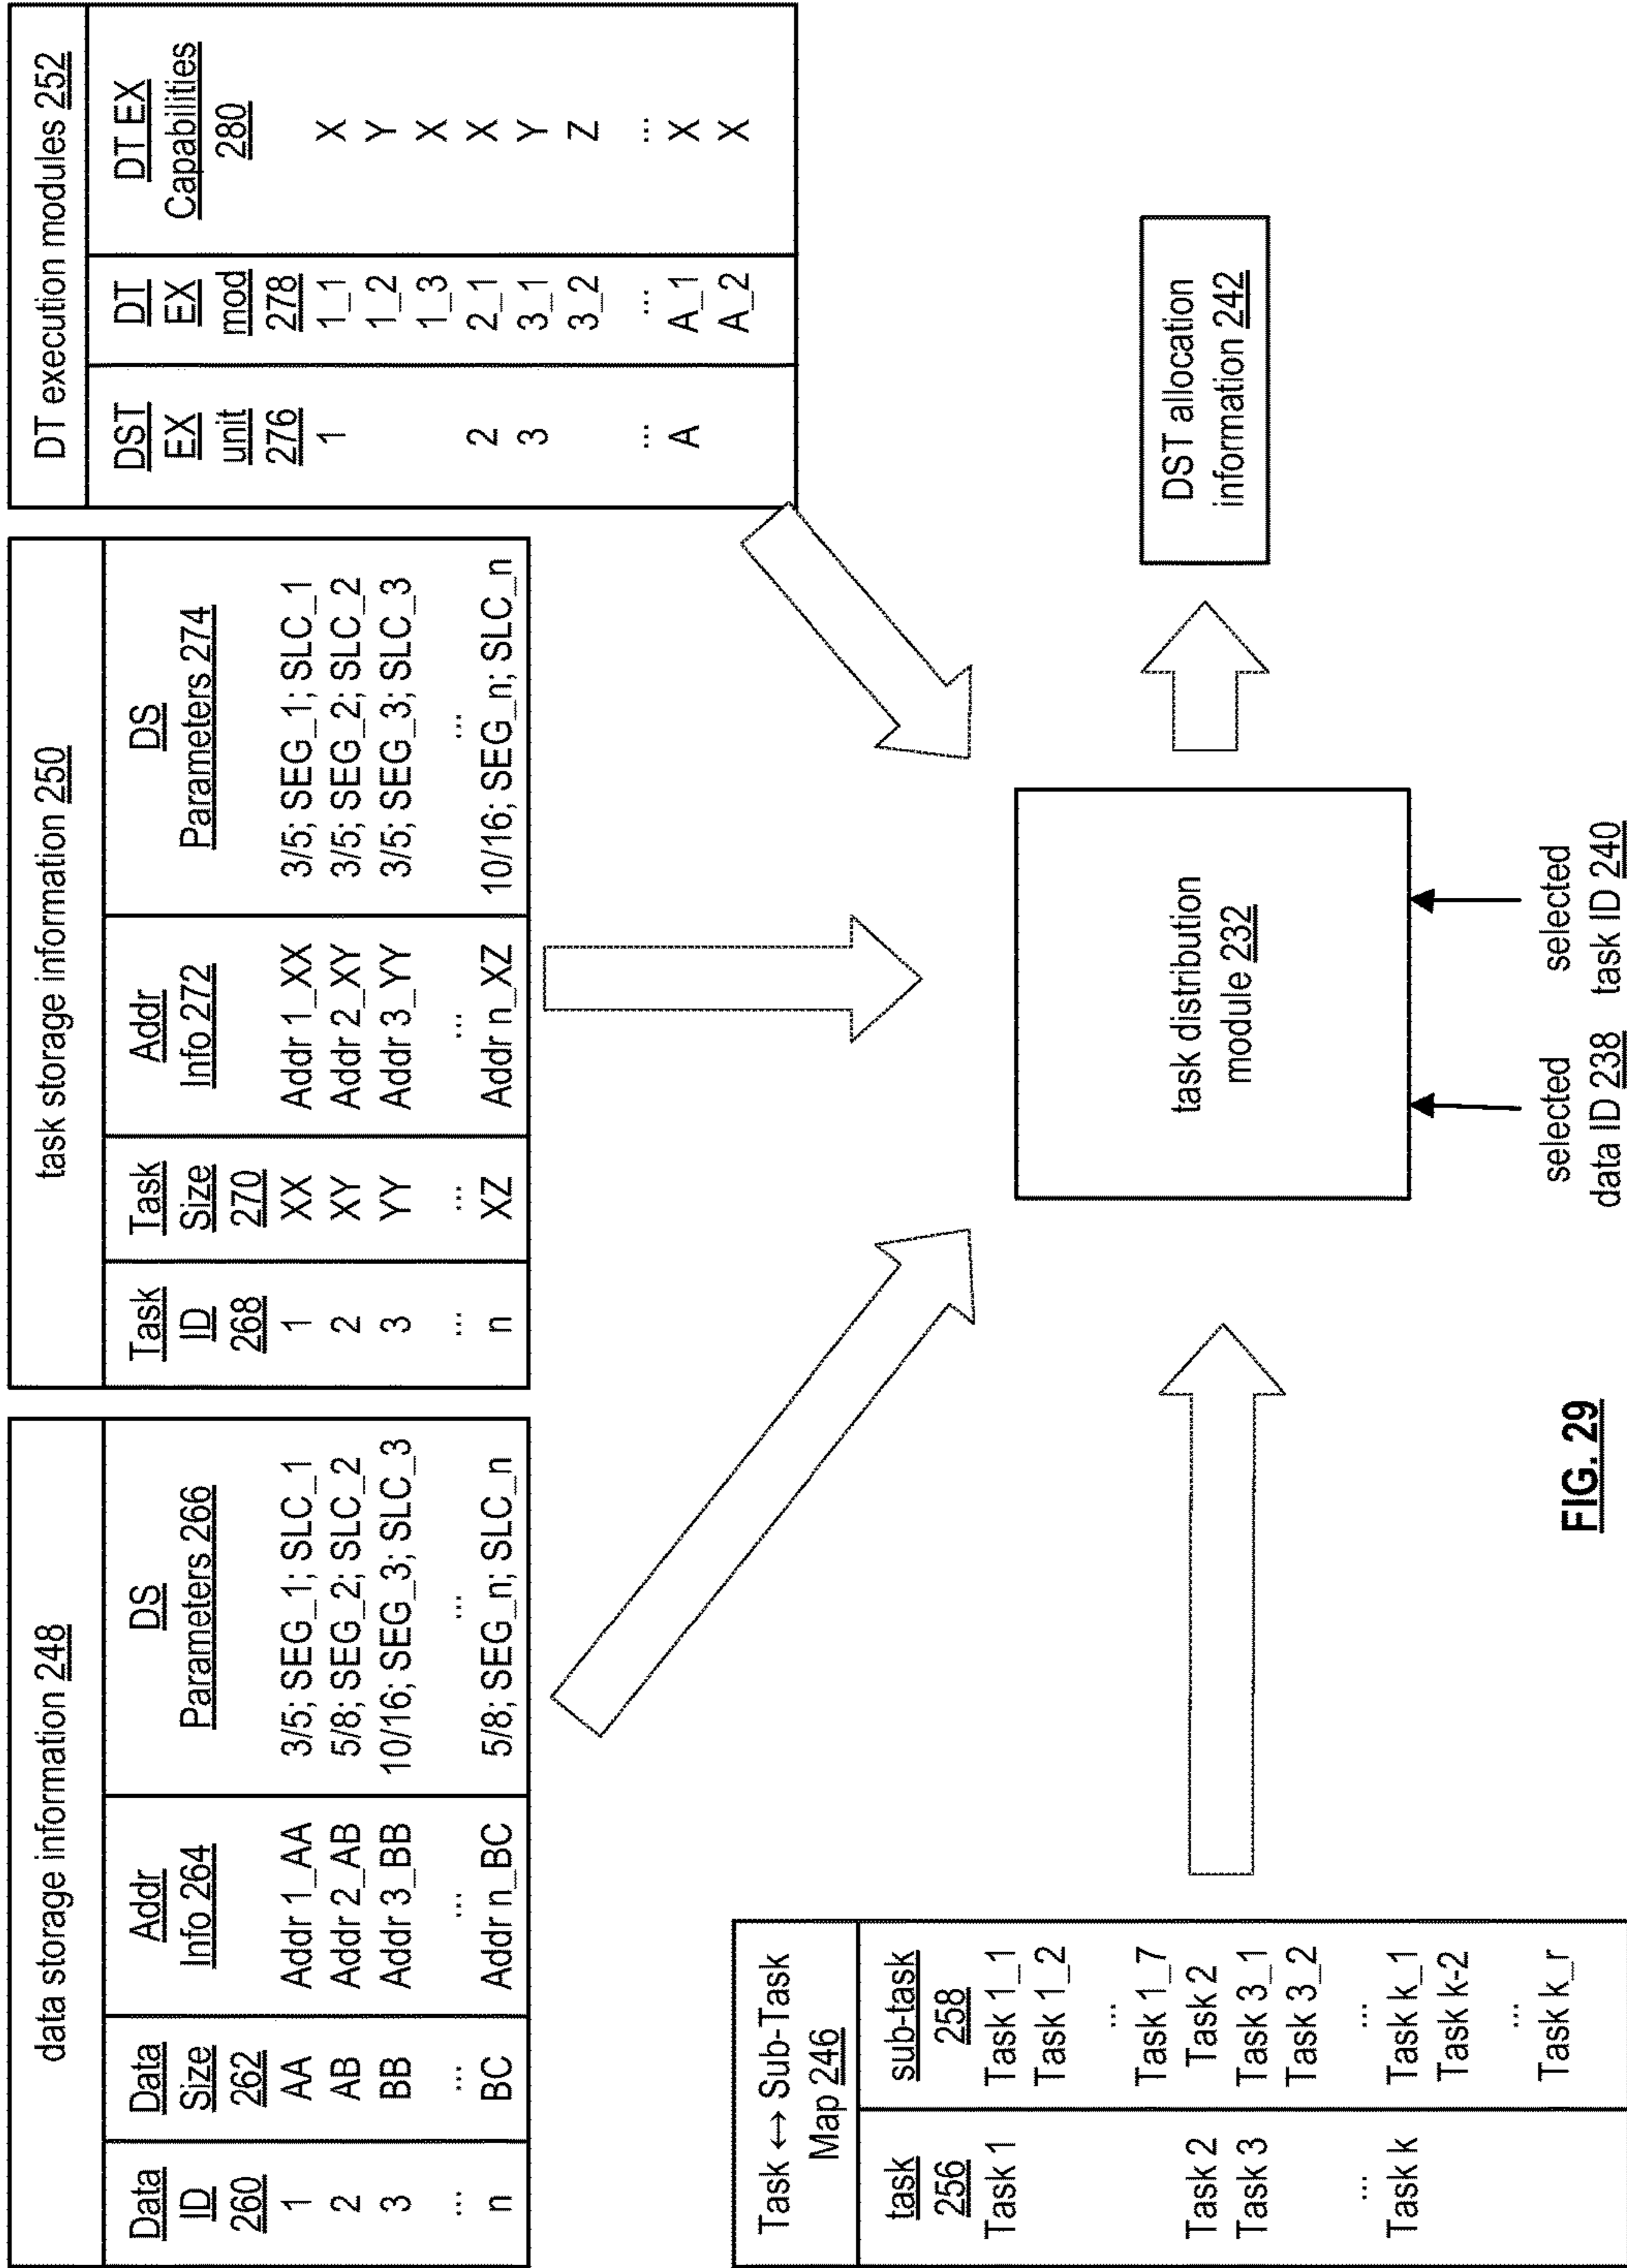 data storage information 248
Data ID 260 Data Size 262 Addr Info 264 DS Parameters 266
1 AA Addr 1_AA 3/5; SEG_1; SLC_1
2 AB Addr 2_AB 5/8; SEG_2; SLC_2
3 BB Addr 3_BB 10/16; SEG_3; SLC_3
... ... ... ...
n BC Addr n_BC 5/8; SEG_n; SLC_n
task storage information 250
Task ID 268 Task Size 270 Addr Info 272 DS Parameters 274
1 XX Addr 1_XX 3/5; SEG_1; SLC_1
2 XY Addr 2_XY 3/5; SEG_2; SLC_2
3 YY Addr 3_YY 3/5; SEG_3; SLC_3
... ... ... ...
n XZ Addr n_XZ 10/16; SEG_n; SLC_n
DT execution modules 252
DST EX unit 276 DT EX mod 278 DT EX Capabilities 280
1 1_1 X
1_2 Y
1_3 X
2 2_1 X
3 3_1 Y
3_2 Z
... ... ...
A A_1 X
A_2 X
Task ↔ Sub-Task
Map 246
task 256 sub-task 258
Task 1 Task 1_1
Task 1_2
...
Task 1_7
Task 2 Task 2
Task 3 Task 3_1
Task 3_2
... ...
Task k Task k_1
Task k-2
...
Task k_r
task distribution
module 232
DST allocation
information 242
selected
data ID 238
selected
task ID 240
FIG. 29